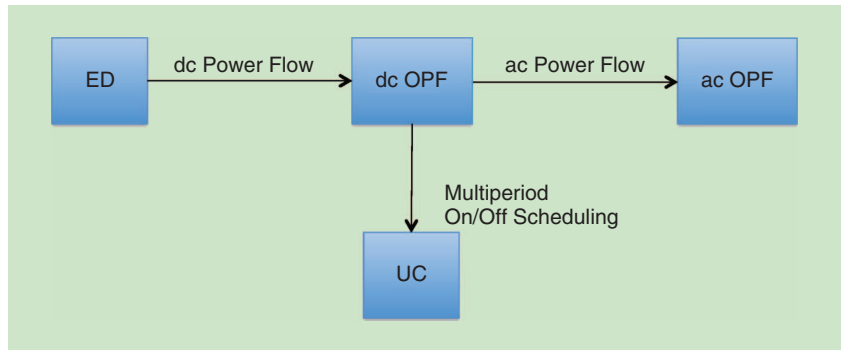 ED
dc Power Flow
dc OPF
ac Power Flow
ac OPF
Multiperiod
On/Off Scheduling
UC